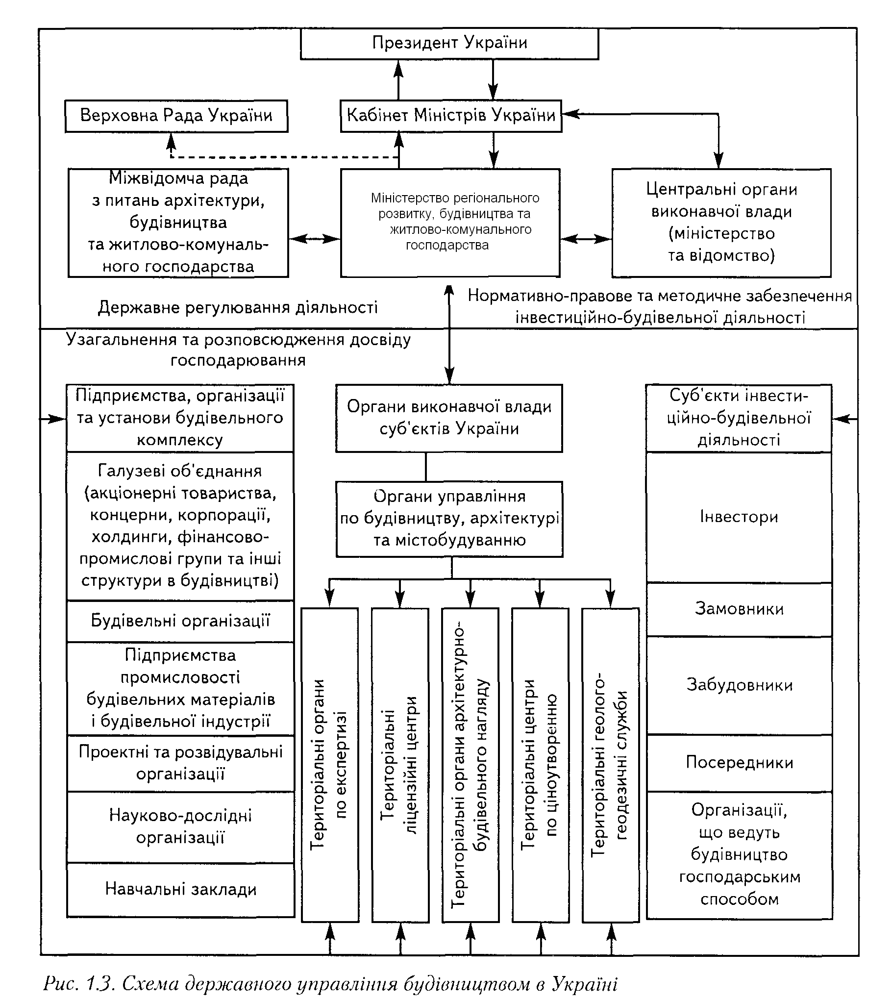 Президент України
Верховна Рада України
Кабінет Міністрів України
Міжвідомча рада
з питань архітектури,
будівництва
та житлово-комуналь-
ного господарства
Міністерство регіонального
розвитку, будівництва та
житлово-комунального
господарства
Центральні органи
виконавчої влади
(міністерство
та відомство)
Державне регулювання діяльності
Нормативно-правове та методичне забезпечення
інвестиційно-будівельної діяльності
Узагальнення та розповсюдження досвіду
господарювання
Підприємства, організації
та установи будівельного
комплексу
Галузеві об'єднання
(акціонерні товариства,
концерни, корпорації,
холдинги, фінансово-
промислові групи та інші
структури в будівництві)
Будівельні організації
Підприємства
промисловості
будівельних матеріалів
і будівельної індустрії
Проектні та розвідувальні
організації
Науково-дослідні
організації
Навчальні заклади
Органи виконавчої влади
суб'єктів України
Органи управління
по будівництву, архітектурі
та містобудуванню
Територіальні органи
по експертизі
Територіальні
ліцензійні центри
Територіальні органи архітектурно-
будівельного нагляду
Територіальні центри
по ціноутворенню
Територіальні геолого-
геодезичні служби
Суб'єкти інвести-
ційно-будівельної
діяльності
Інвестори
Замовники
Забудовники
Посередники
Організації,
що ведуть
будівництво
господарським
способом
Рис. 1.3. Схема державного управління будівництвом в Україні